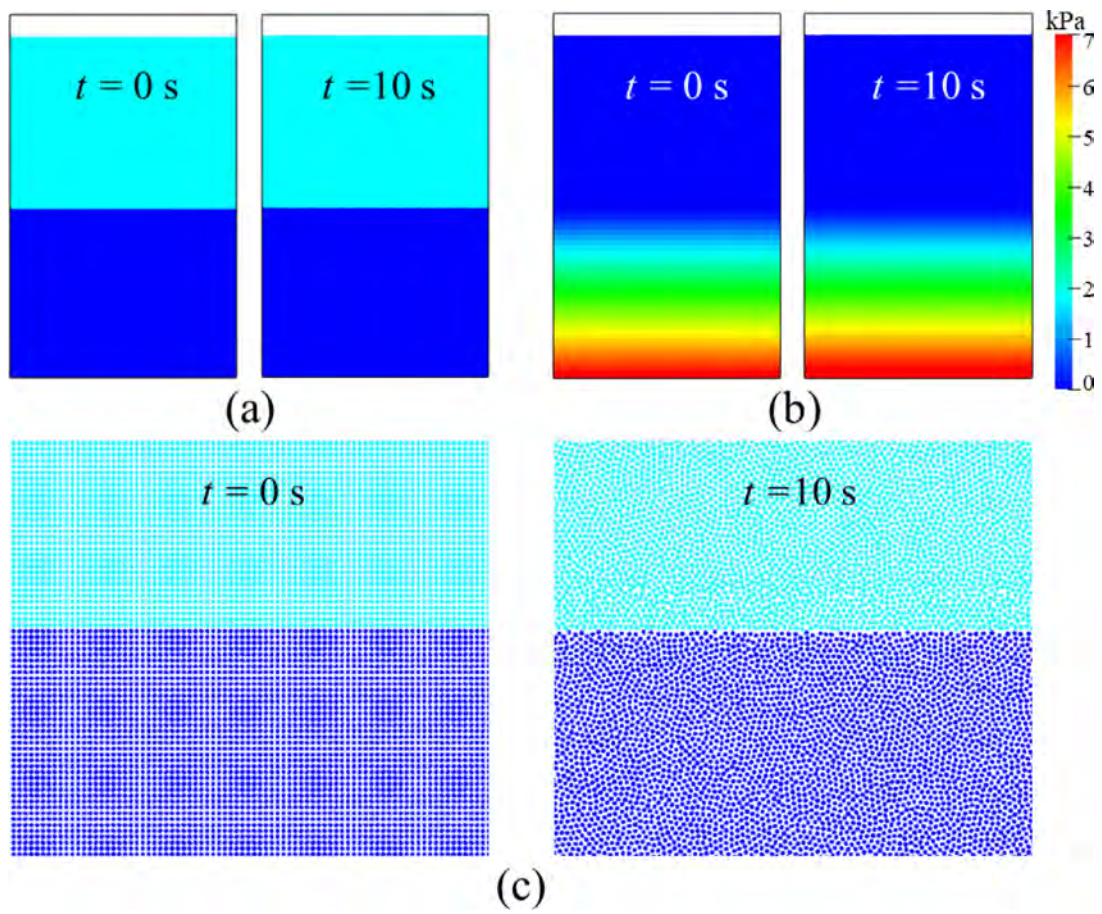 t = 0 s
t =10 s
t = 0 s
t =10 s
kPa
7
6
5
4
3
2
1
0
(a)
(b)
t = 0 s
t =10 s
(c)